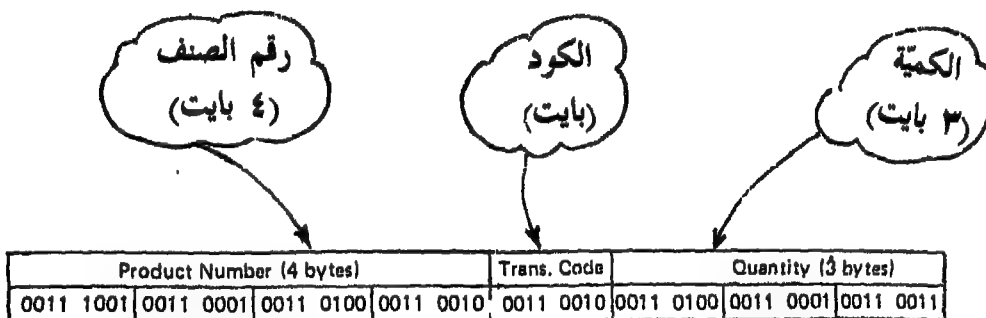 رقم الصنف
(٤ بايت)
الكود
(بايت)
الكميّة
(٣ بايت)
Product Number (4 bytes) Trans. Code Quantity (3 bytes)
0011 1001 0011 0001 0011 0100 0011 0010 0011 0010 0011 0100 0011 0001 0011 0011